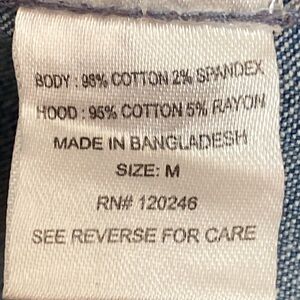 BODY : 98% COTTON 2% SPANDEX
HOOD : 95% COTTON 5% RAYON
MADE IN BANGLADESH
SIZE: M
RN# 120246
SEE REVERSE FOR CARE